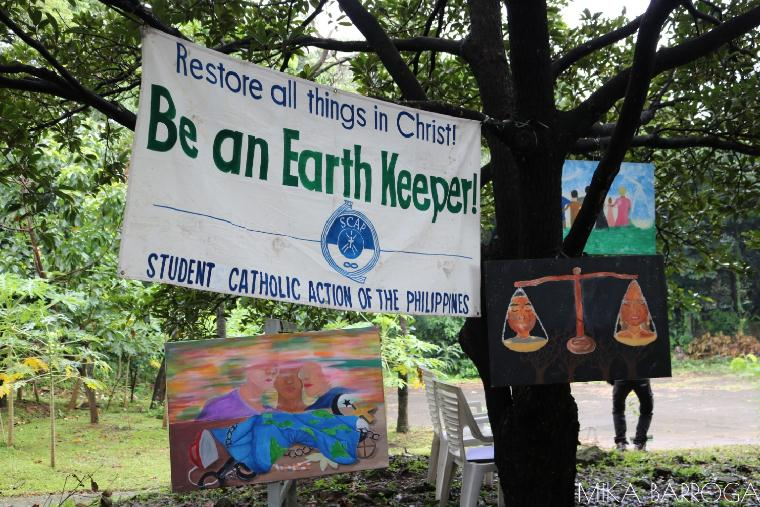 Restore all things in Christ!
Be an Earth Keeper!
SCAP
STUDENT CATHOLIC ACTION OF THE PHILIPPINES
MIKA BARROGA